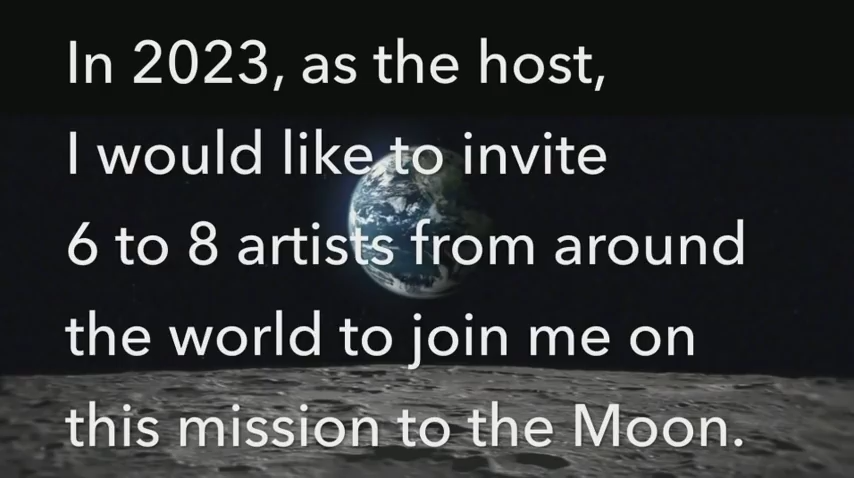 In 2023, as the host,
I would like to invite
6 to 8 artists from around
the world to join me on
this mission to the Moon.